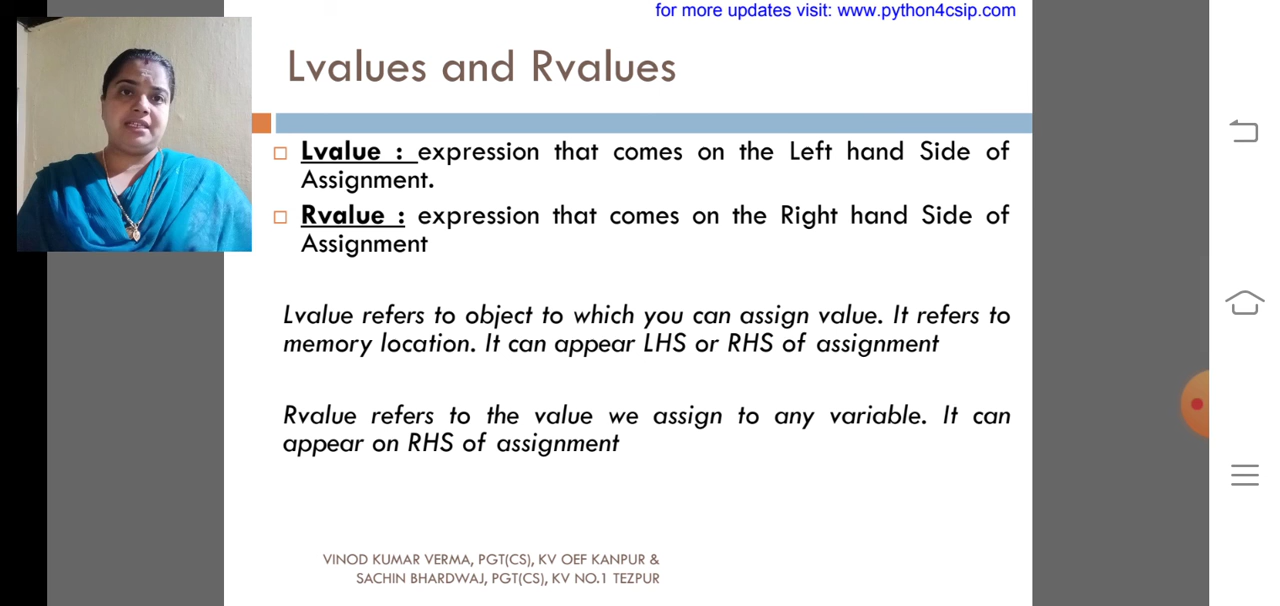 for more updates visit: www.python4csip.com
Lvalues and Rvalues
Lvalue : expression that comes on the Left hand Side of
Assignment.
Rvalue : expression that comes on the Right hand Side of
Assignment
Lvalue refers to object to which you can assign value. It refers to
memory location. It can appear LHS or RHS of assignment
Rvalue refers to the value we assign to any variable. It can
appear on RHS of assignment
VINOD KUMAR VERMA, PGT(CS), KV OEF KANPUR &
SACHIN BHARDWAJ, PGT(CS), KV NO.1 TEZPUR